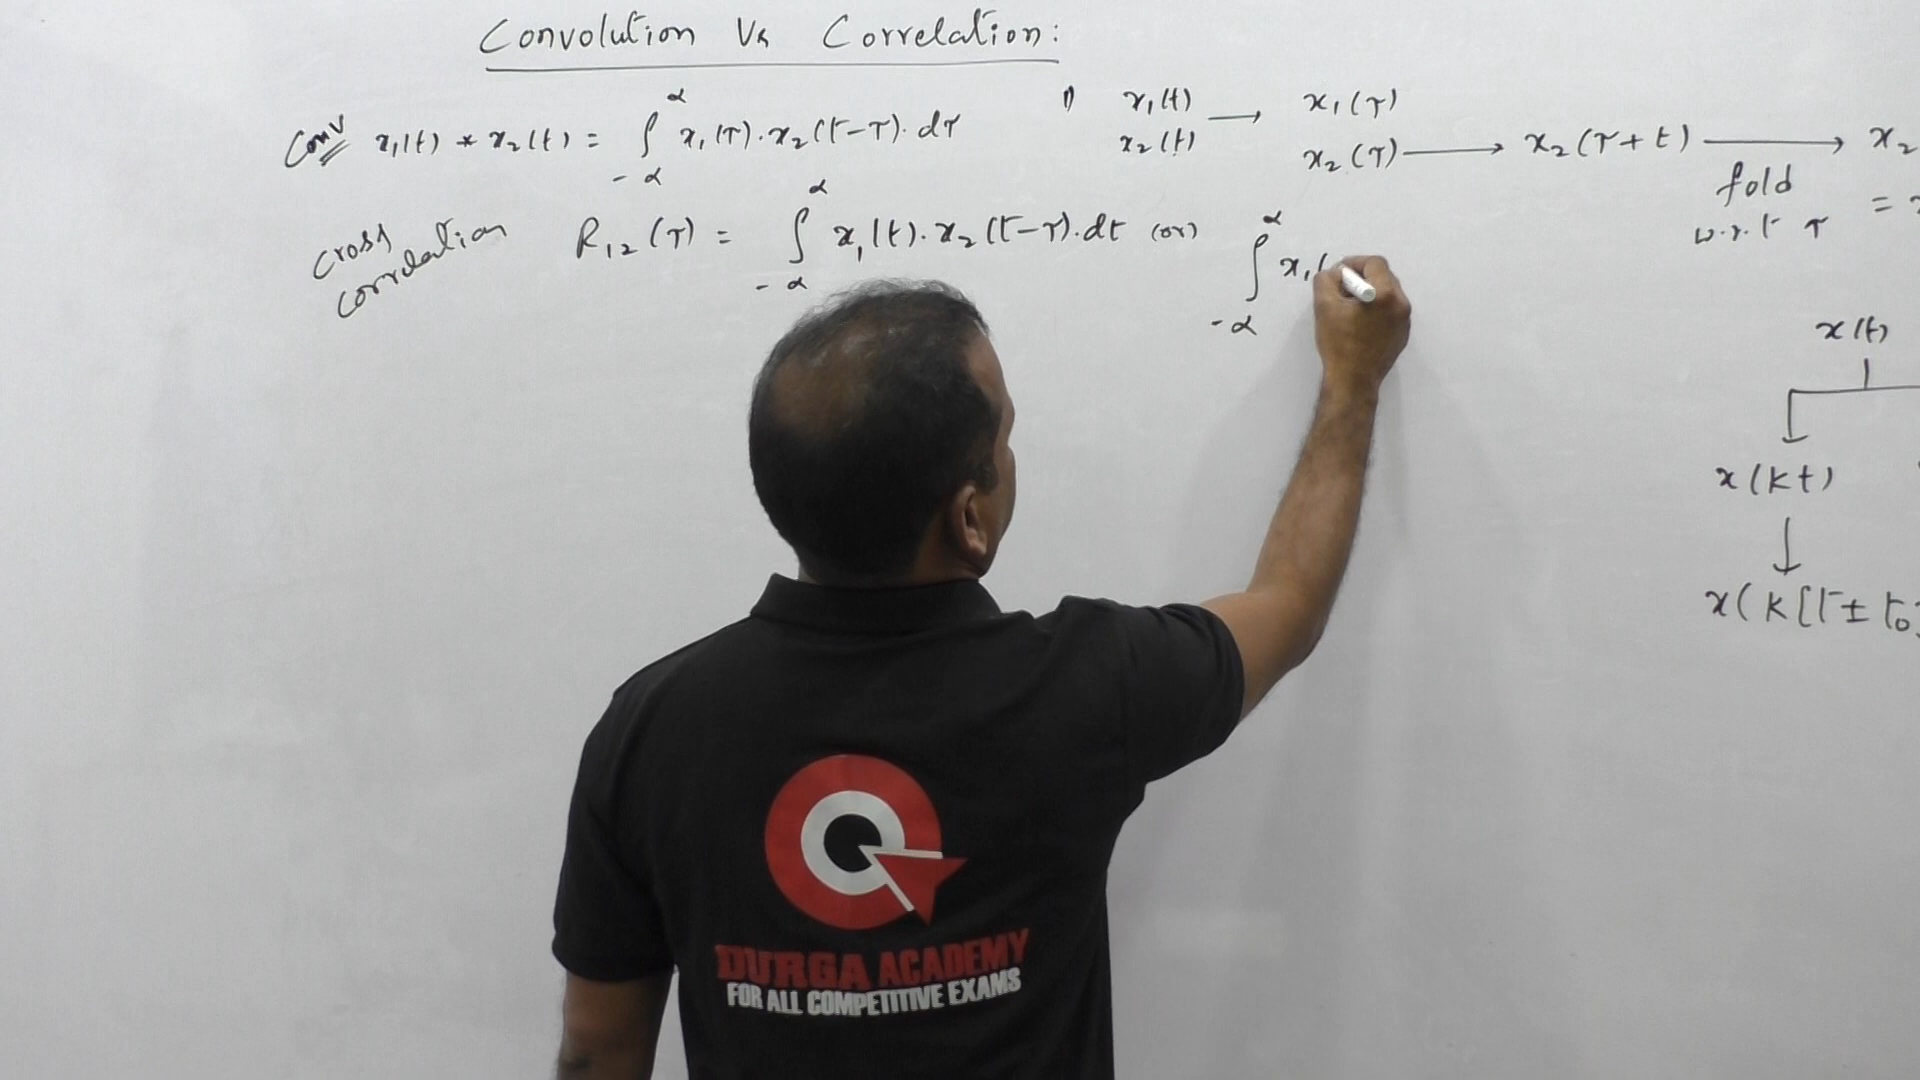 Convolution Vs Correlation:
Conv x₁(t) * x₂(t) = ∫_{-α}^{α} x₁(τ). x₂(t-τ). dτ
1) x₁(t) x₂(t) → x₁(τ)
x₂(τ) → x₂(τ+t) → x₂
fold
w.r.t τ =
Cross correlation R₁₂(τ) = ∫_{-α}^{α} x₁(t). x₂(t-τ). dt (or) ∫_{-α}^{α} x₁(
x(t)
x(kt)
↓
x(k[t±t₀]
DURGA ACADEMY
FOR ALL COMPETITIVE EXAMS